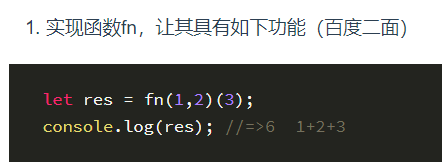 1. 实现函数fn，让其具有如下功能（百度二面）
let res = fn(1,2)(3);
console.log(res); //=>6  1+2+3